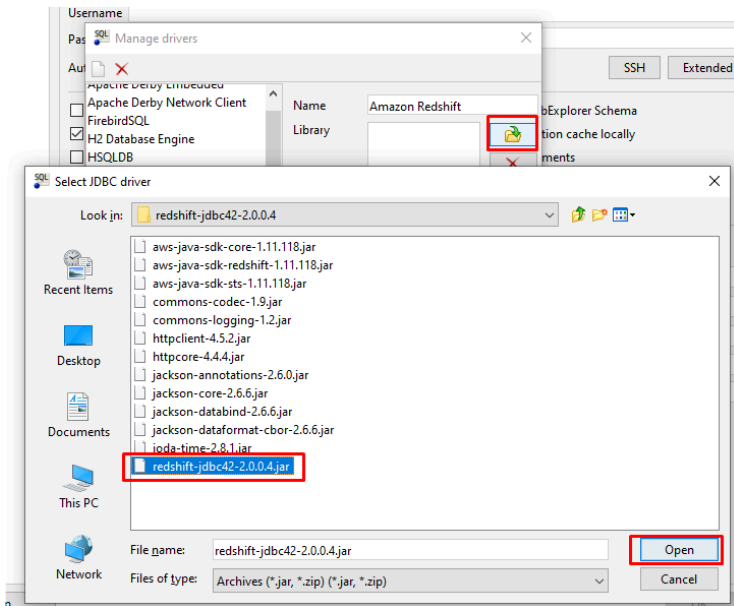 Username
Pas
Manage drivers
Aut
SSH
Extended
Apache Derby Embedded
Apache Derby Network Client
FirebirdSQL
H2 Database Engine
HSQLDB
Name
Amazon Redshift
Library
bExplorer Schema
tion cache locally
ments
Select JDBC driver
Look in:
redshift-jdbc42-2.0.0.4
Recent Items
Desktop
Documents
This PC
Network
aws-java-sdk-core-1.11.118.jar
aws-java-sdk-redshift-1.11.118.jar
aws-java-sdk-sts-1.11.118.jar
commons-codec-1.9.jar
commons-logging-1.2.jar
httpclient-4.5.2.jar
httpcore-4.4.4.jar
jackson-annotations-2.6.0.jar
jackson-core-2.6.6.jar
jackson-databind-2.6.6.jar
jackson-dataformat-cbor-2.6.6.jar
joda-time-2.8.1.jar
redshift-jdbc42-2.0.0.4.jar
File name:
redshift-jdbc42-2.0.0.4.jar
Open
Files of type:
Archives (*.jar, *.zip) (*.jar, *.zip)
Cancel